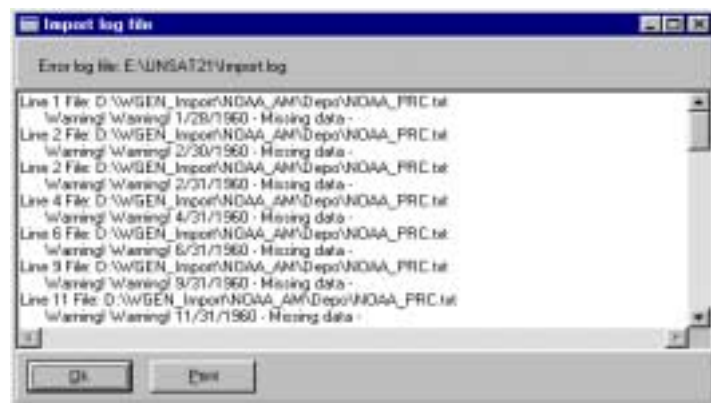 Import log file
Error log file: E:\UNSAT21\Import.log
Line 1 File: D:\WGEN_Import\NOAA_AM\Depo\NOAA_PRC.txt
Warning! Warning! 1/28/1960 - Missing data -
Line 2 File: D:\WGEN_Import\NOAA_AM\Depo\NOAA_PRC.txt
Warning! Warning! 2/30/1960 - Missing data -
Line 2 File: D:\WGEN_Import\NOAA_AM\Depo\NOAA_PRC.txt
Warning! Warning! 2/31/1960 - Missing data -
Line 4 File: D:\WGEN_Import\NOAA_AM\Depo\NOAA_PRC.txt
Warning! Warning! 4/31/1960 - Missing data -
Line 6 File: D:\WGEN_Import\NOAA_AM\Depo\NOAA_PRC.txt
Warning! Warning! 6/31/1960 - Missing data -
Line 9 File: D:\WGEN_Import\NOAA_AM\Depo\NOAA_PRC.txt
Warning! Warning! 9/31/1960 - Missing data -
Line 11 File: D:\WGEN_Import\NOAA_AM\Depo\NOAA_PRC.txt
Warning! Warning! 11/31/1960 - Missing data -
Ok
Print